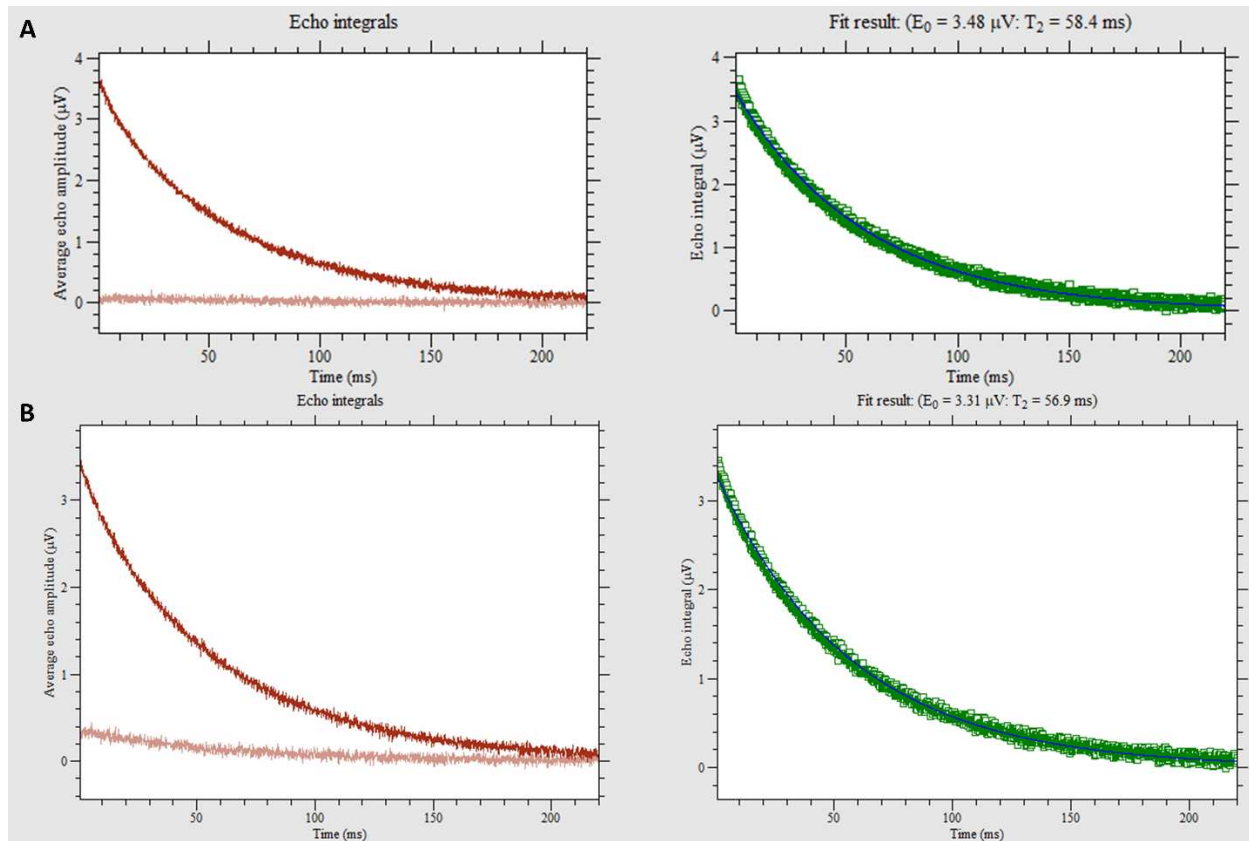 A
Echo integrals
Average echo amplitude (µV)
4
3
2
1
0
50 100 150 200
Time (ms)
Fit result: (E₀ = 3.48 µV: T₂ = 58.4 ms)
Echo integral (µV)
4
3
2
1
0
50 100 150 200
Time (ms)
B
Echo integrals
Average echo amplitude (µV)
3
2
1
0
50 100 150 200
Time (ms)
Fit result: (E₀ = 3.31 µV: T₂ = 56.9 ms)
Echo integral (µV)
3
2
1
0
50 100 150 200
Time (ms)